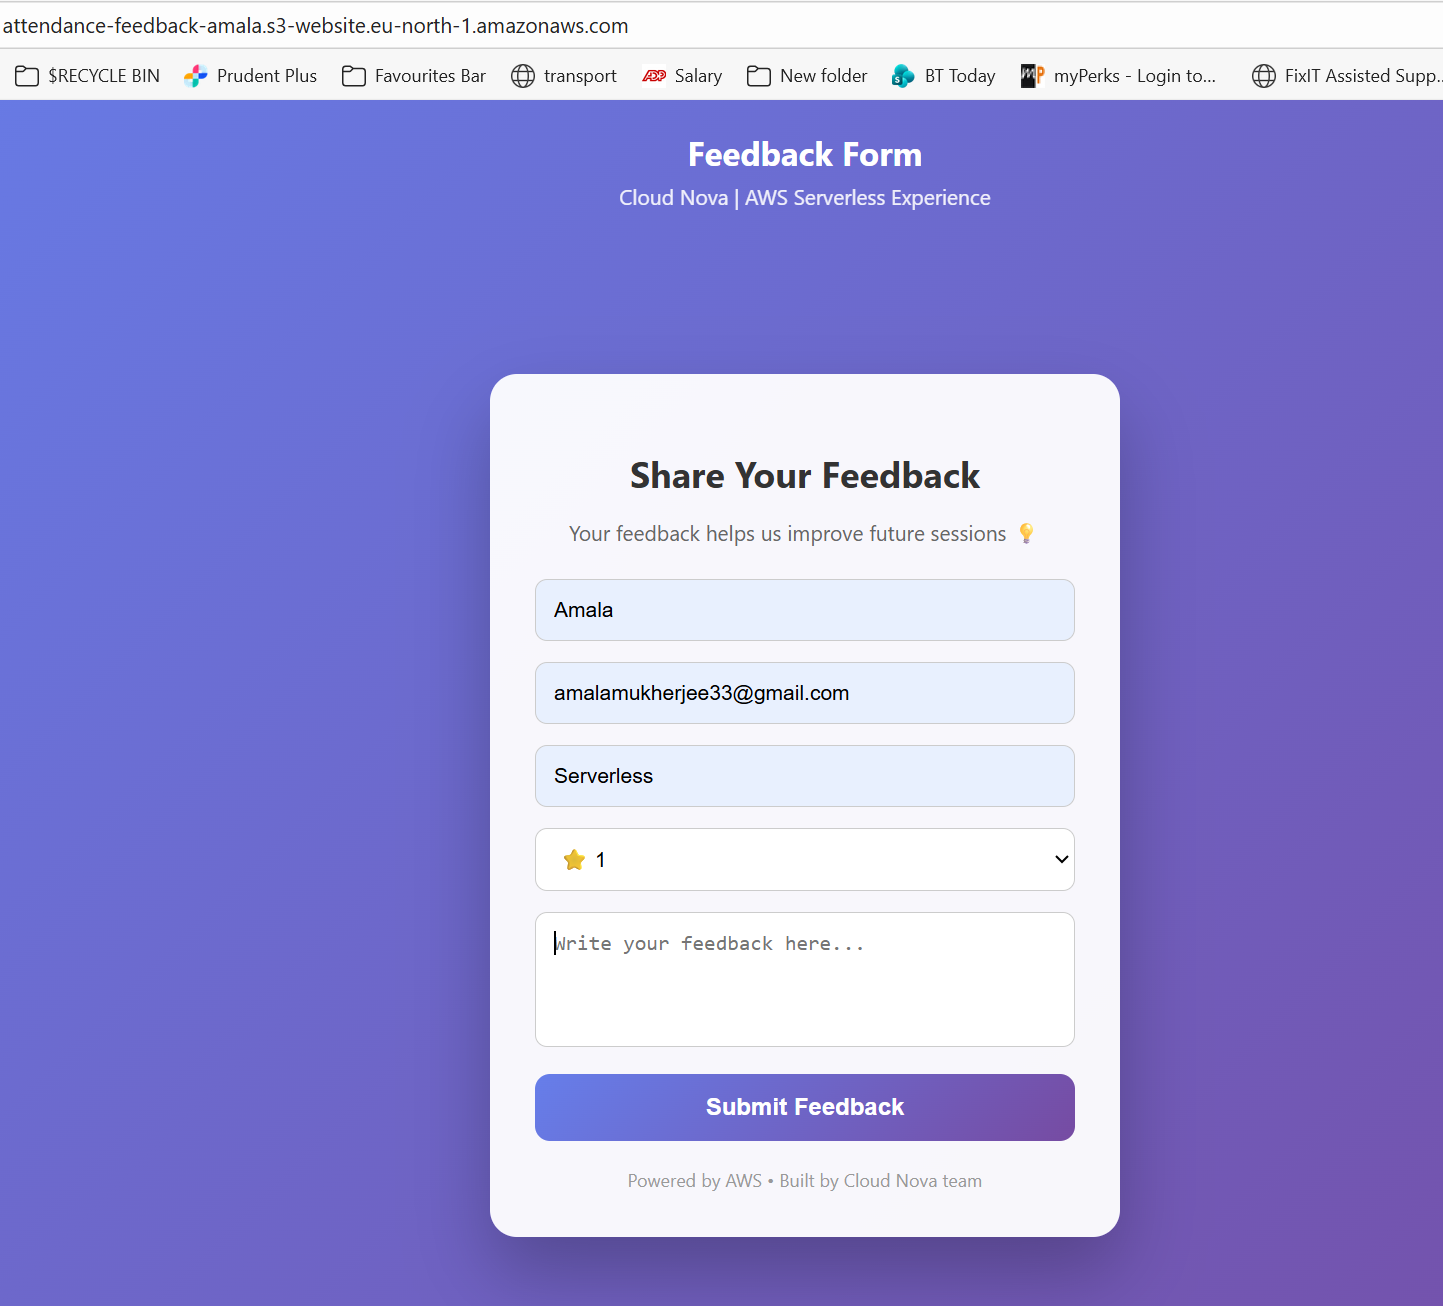 attendance-feedback-amala.s3-website.eu-north-1.amazonaws.com
$RECYCLE BIN Prudent Plus Favourites Bar transport ADP Salary New folder S BT Today MP myPerks - Login to... FixIT Assisted Supp...
Feedback Form
Cloud Nova | AWS Serverless Experience
Share Your Feedback
Your feedback helps us improve future sessions 💡
Amala
amalamukherjee33@gmail.com
Serverless
⭐ 1
Write your feedback here...
Submit Feedback
Powered by AWS • Built by Cloud Nova team